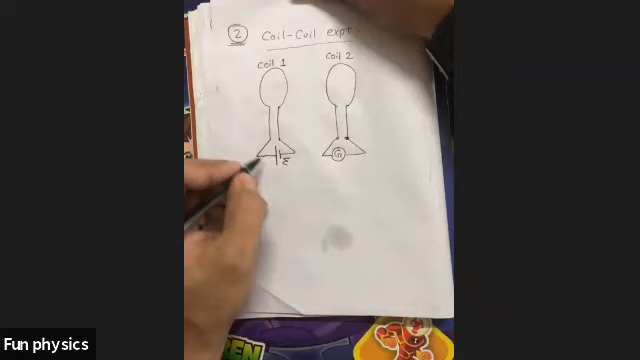 2 Coil-Coil expt
Coil 1
Coil 2
ε
G
Fun physics